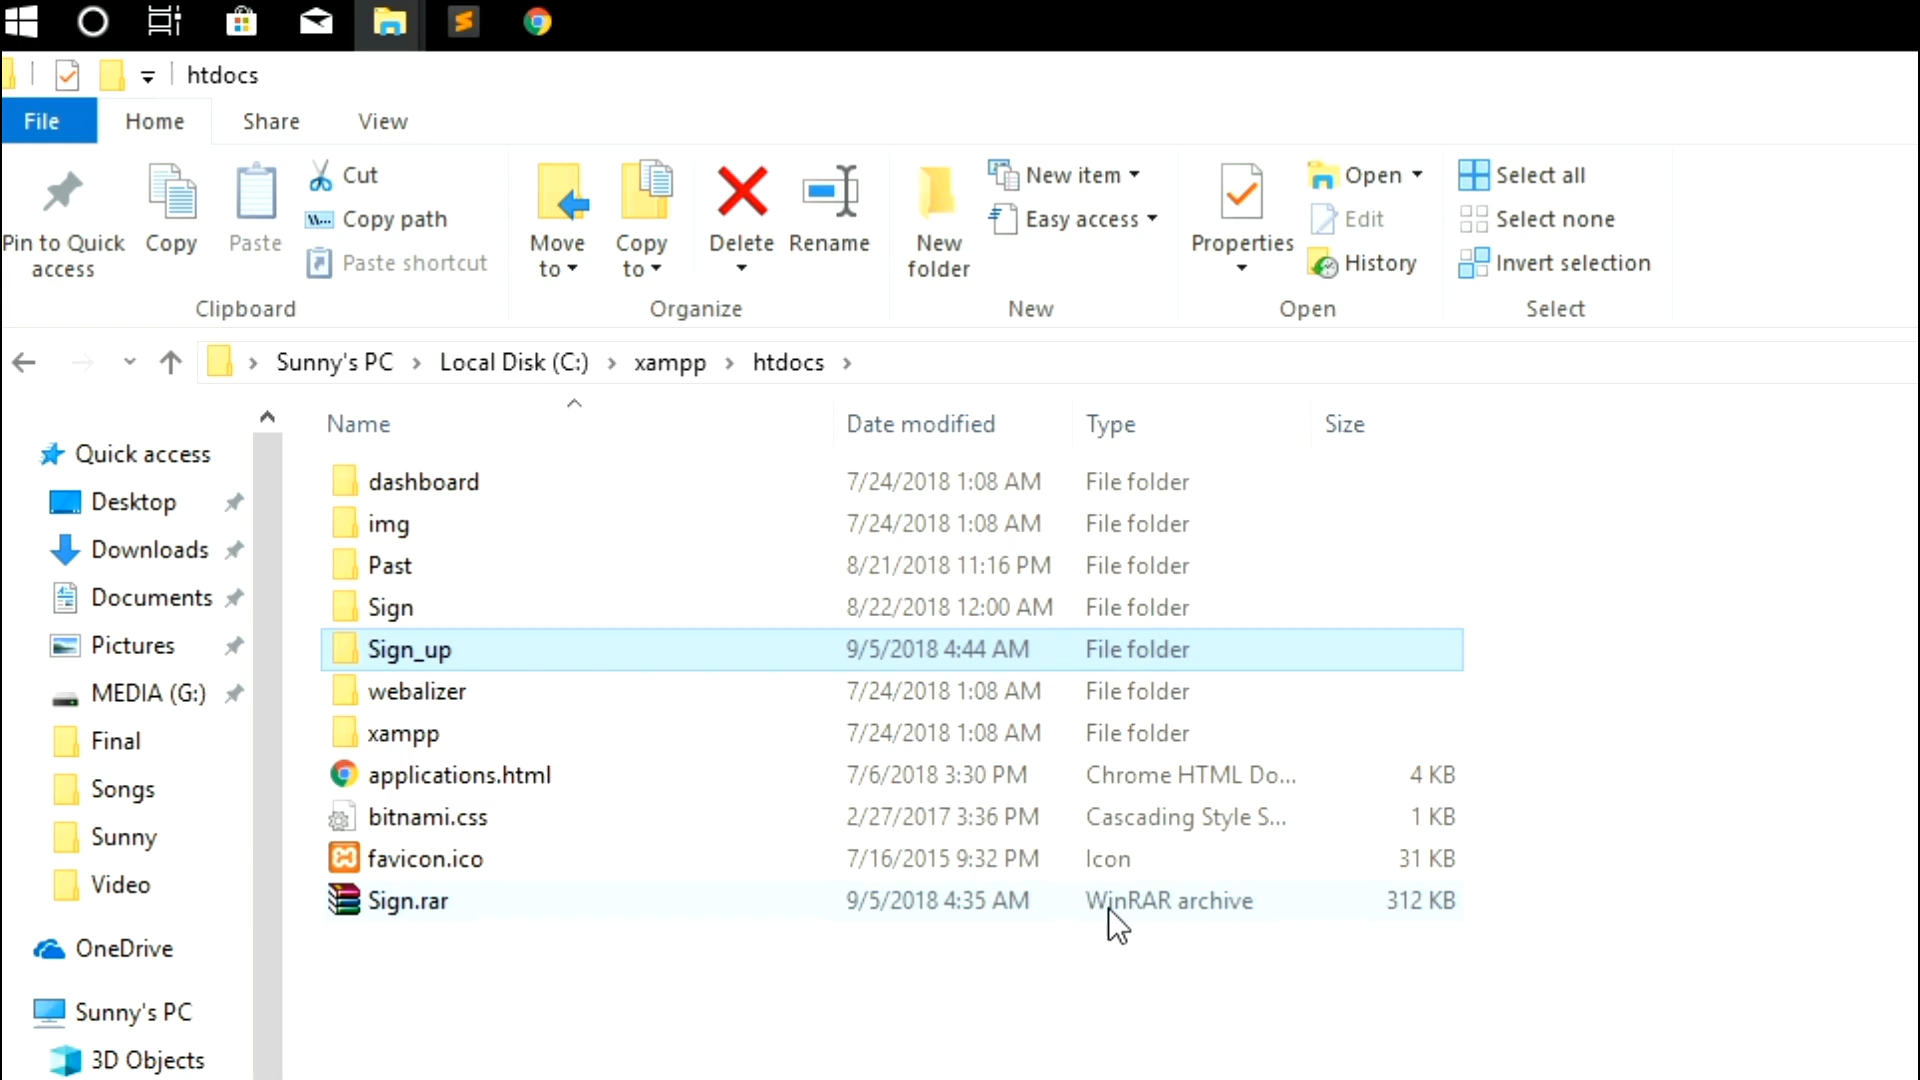 htdocs
File Home Share View
Cut
New item Open Select all
Copy path
Easy access Edit Select none
Pin to Quick access Copy Paste Move to Copy to Delete Rename New folder Properties
Paste shortcut History Invert selection
Clipboard Organize New Open Select
Sunny's PC > Local Disk (C:) > xampp > htdocs >
Name Date modified Type Size
Quick access
Desktop
Downloads
Documents
Pictures
MEDIA (G:)
Final
Songs
Sunny
Video
OneDrive
Sunny's PC
3D Objects
dashboard 7/24/2018 1:08 AM File folder
img 7/24/2018 1:08 AM File folder
Past 8/21/2018 11:16 PM File folder
Sign 8/22/2018 12:00 AM File folder
Sign_up 9/5/2018 4:44 AM File folder
webalizer 7/24/2018 1:08 AM File folder
xampp 7/24/2018 1:08 AM File folder
applications.html 7/6/2018 3:30 PM Chrome HTML Do... 4 KB
bitnami.css 2/27/2017 3:36 PM Cascading Style S... 1 KB
favicon.ico 7/16/2015 9:32 PM Icon 31 KB
Sign.rar 9/5/2018 4:35 AM WinRAR archive 312 KB